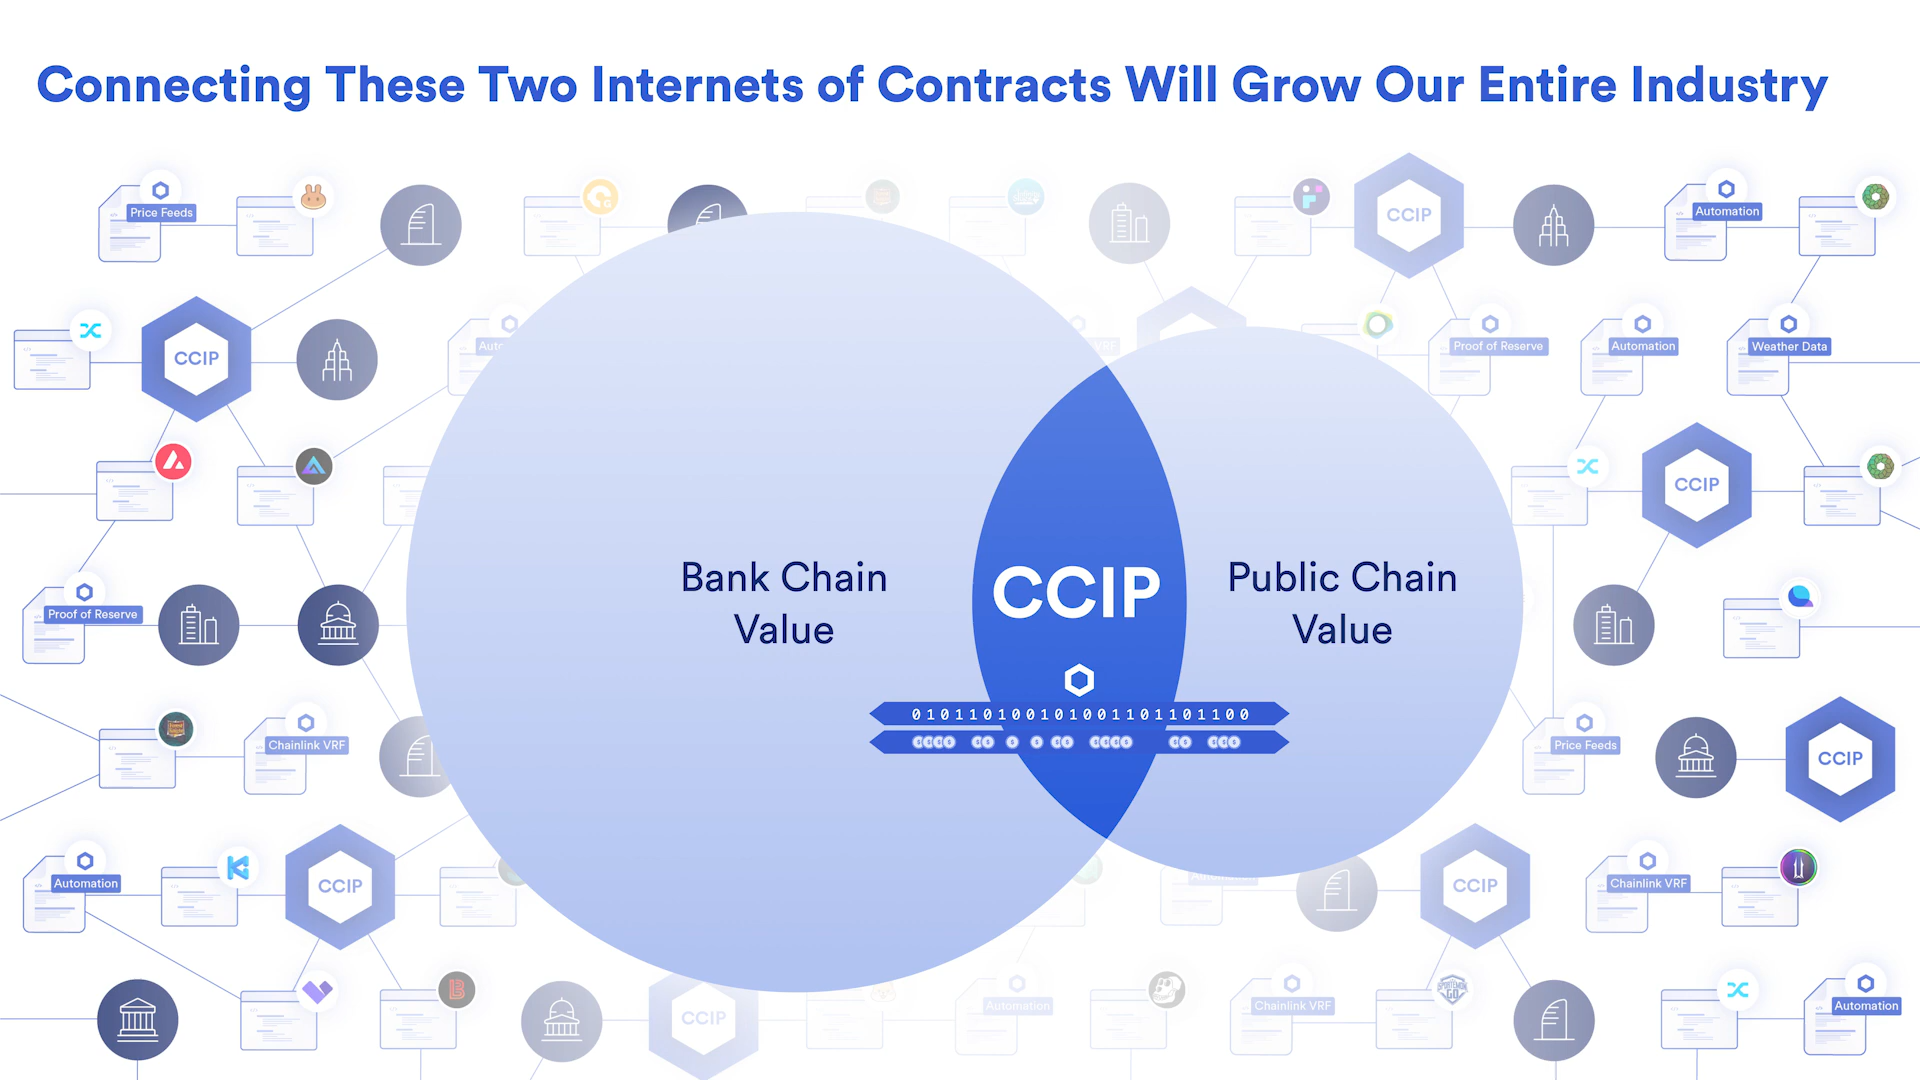 Connecting These Two Internets of Contracts Will Grow Our Entire Industry
Price Feeds
Automation
CCIP
CCIP
Proof of Reserve
Automation
Weather Data
CCIP
Bank Chain
Value
CCIP
Public Chain
Value
Proof of Reserve
010110100101001101101100
Chainlink VRF
Price Feeds
CCIP
Automation
CCIP
CCIP
Chainlink VRF
CCIP
Automation
Chainlink VRF
Automation